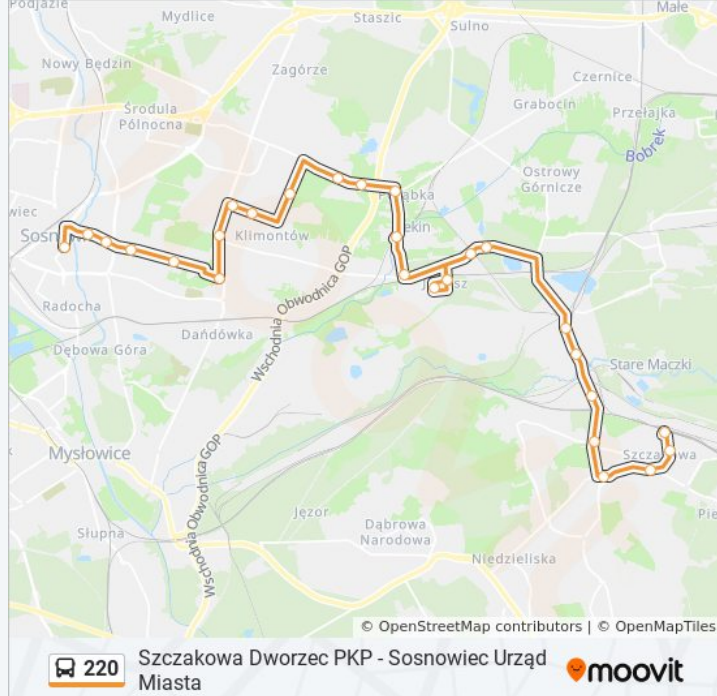 Podjazie
Mydlice
Staszic
Małe
Sulno
Nowy Będzin
Zagórze
Czernice
Środula
Północna
Grabocin
Przełajka
Bobrek
Ostrowy
Górnicze
wiec
Klimontów
Radocha
Dańdówka
Dębowa Góra
Wschodnia Obwodnica GOP
Stare Maczki
Mysłowice
Wschodnia Obwodnica GOP
Jęzor
Słupna
Dąbrowa
Narodowa
Niedzieliska
Pie
© OpenStreetMap contributors | © OpenMapTiles
220
Szczakowa Dworzec PKP - Sosnowiec Urząd
Miasta
moovit